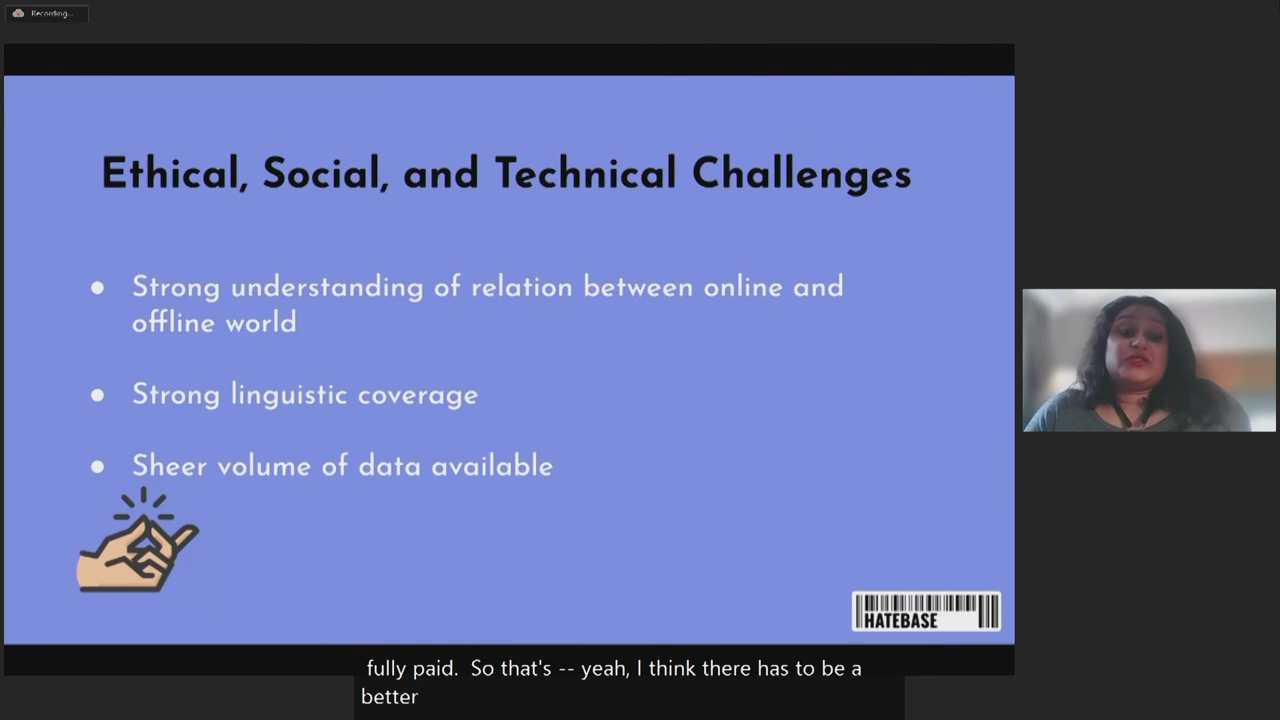 Recording...
Ethical, Social, and Technical Challenges
● Strong understanding of relation between online and
offline world
● Strong linguistic coverage
● Sheer volume of data available
HATEBASE
fully paid.  So that's -- yeah, I think there has to be a
better